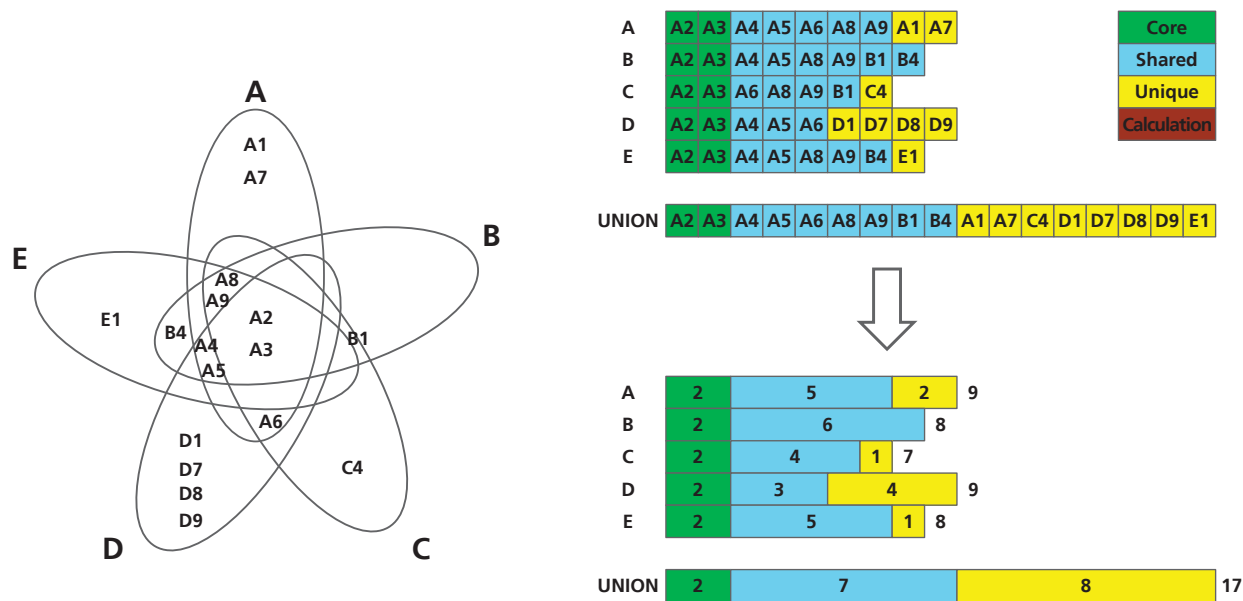 A
A1
A7
B
E
A8
A9
E1
A2
B4
B1
A4
A3
A5
A6
D1
C4
D7
D8
D9
D
C
A A2 A3 A4 A5 A6 A8 A9 A1 A7
B A2 A3 A4 A5 A8 A9 B1 B4
C A2 A3 A6 A8 A9 B1 C4
D A2 A3 A4 A5 A6 D1 D7 D8 D9
E A2 A3 A4 A5 A8 A9 B4 E1
Core
Shared
Unique
Calculation
UNION A2 A3 A4 A5 A6 A8 A9 B1 B4 A1 A7 C4 D1 D7 D8 D9 E1
A 2 5 2 9
B 2 6 8
C 2 4 1 7
D 2 3 4 9
E 2 5 1 8
UNION 2 7 8 17